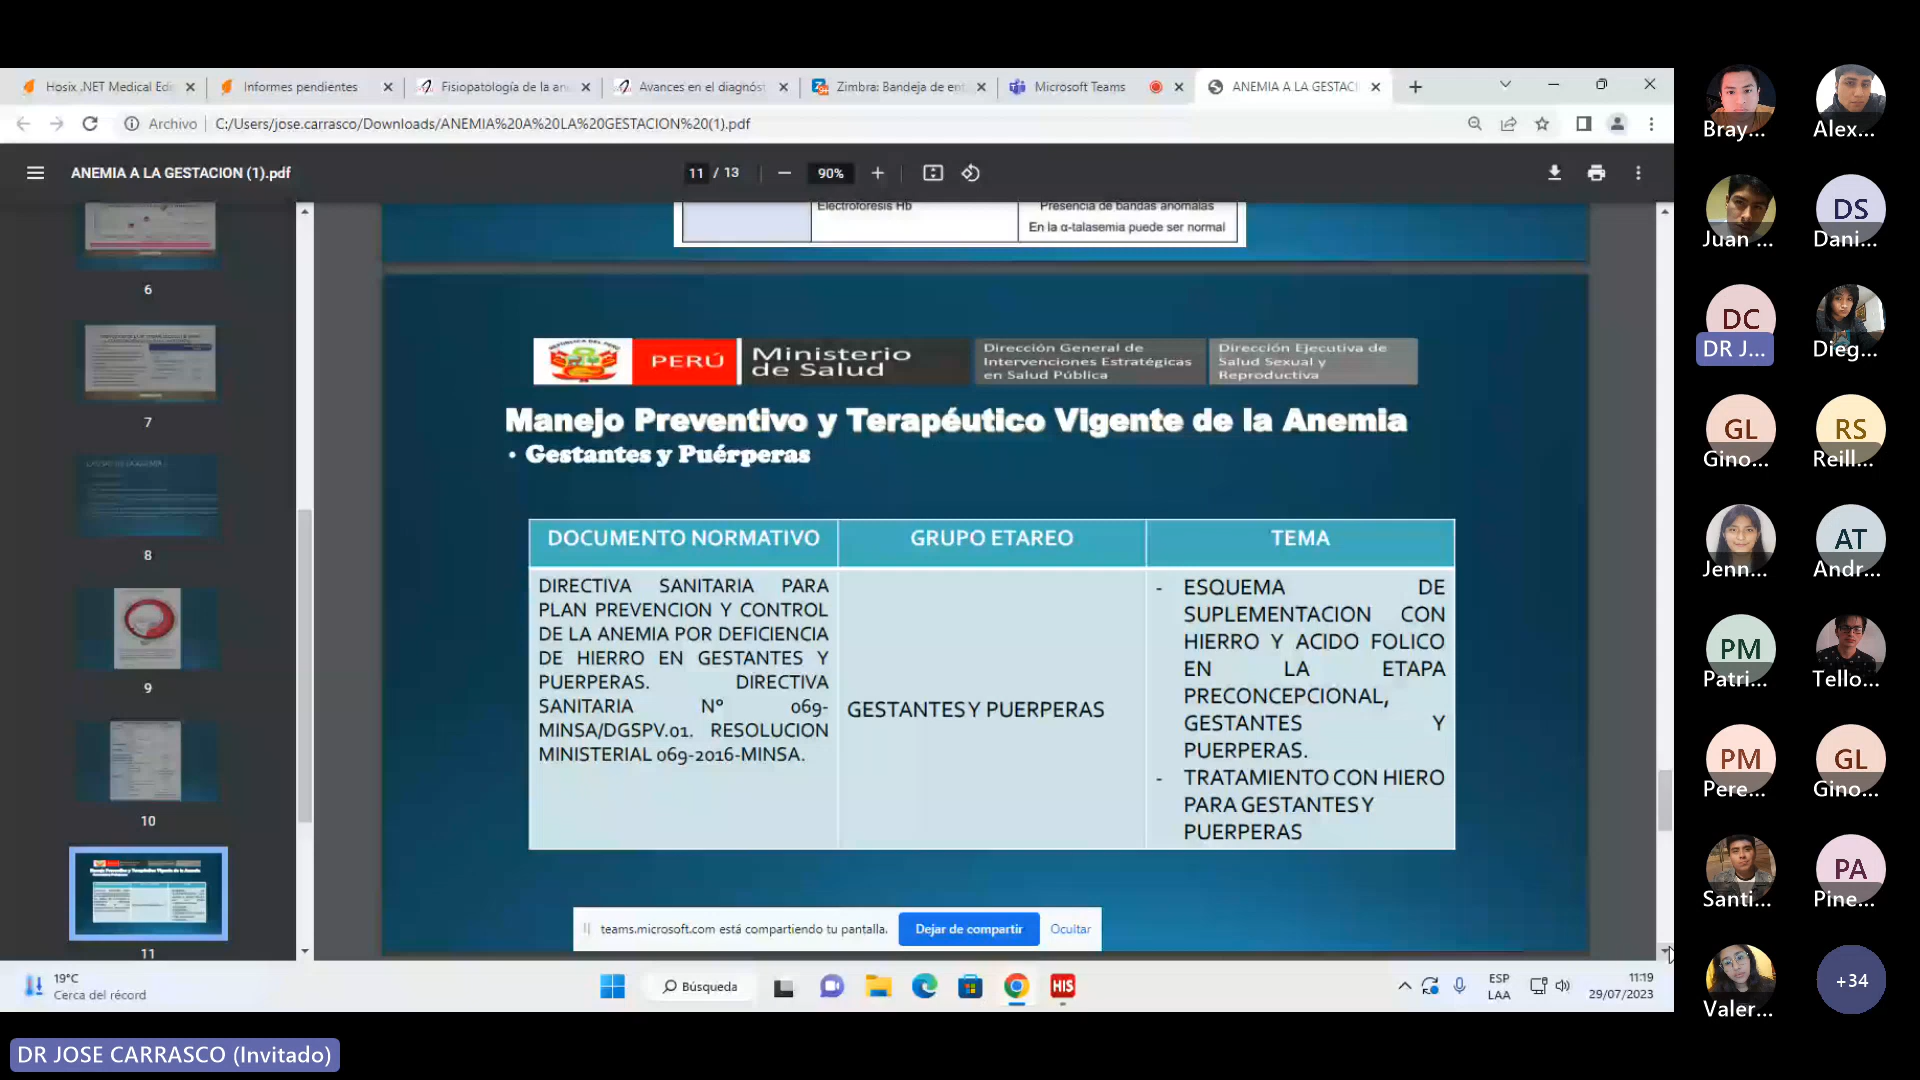 Hosix .NET Medical Edi
Informes pendientes
Fisiopatología de la an
Avances en el diagnóst
Zimbra: Bandeja de ent
Microsoft Teams
ANEMIA A LA GESTACI
Archivo
C:/Users/jose.carrasco/Downloads/ANEMIA%20A%20LA%20GESTACION%20(1).pdf
ANEMIA A LA GESTACION (1).pdf
11 / 13
90%
6
7
8
9
10
11
Electroforesis Hb
Presencia de bandas anómalas
En la α-talasemia puede ser normal
PERÚ
Ministerio
de Salud
Dirección General de
Intervenciones Estratégicas
en Salud Pública
Dirección Ejecutiva de
Salud Sexual y
Reproductiva
Manejo Preventivo y Terapéutico Vigente de la Anemia
• Gestantes y Puérperas
DOCUMENTO NORMATIVO
GRUPO ETAREO
TEMA
DIRECTIVA SANITARIA PARA
PLAN PREVENCION Y CONTROL
DE LA ANEMIA POR DEFICIENCIA
DE HIERRO EN GESTANTES Y
PUERPERAS. DIRECTIVA
SANITARIA N° 069-
MINSA/DGSPV.01. RESOLUCION
MINISTERIAL 069-2016-MINSA.
GESTANTES Y PUERPERAS
- ESQUEMA DE
SUPLEMENTACION CON
HIERRO Y ACIDO FOLICO
EN LA ETAPA
PRECONCEPCIONAL,
GESTANTES Y
PUERPERAS.
- TRATAMIENTO CON HIERO
PARA GESTANTES Y
PUERPERAS
teams.microsoft.com está compartiendo tu pantalla.
Dejar de compartir
Ocultar
19°C
Cerca del récord
Búsqueda
HIS
ESP
LAA
11:19
29/07/2023
DR JOSE CARRASCO (Invitado)
Bray...
Alex...
Juan ...
DS
Dani...
DC
DR J...
Dieg...
GL
Gino...
RS
Reill...
Jenn...
AT
Andr...
PM
Patri...
Tello...
PM
Pere...
GL
Gino...
Santi...
PA
Pine...
Valer...
+34